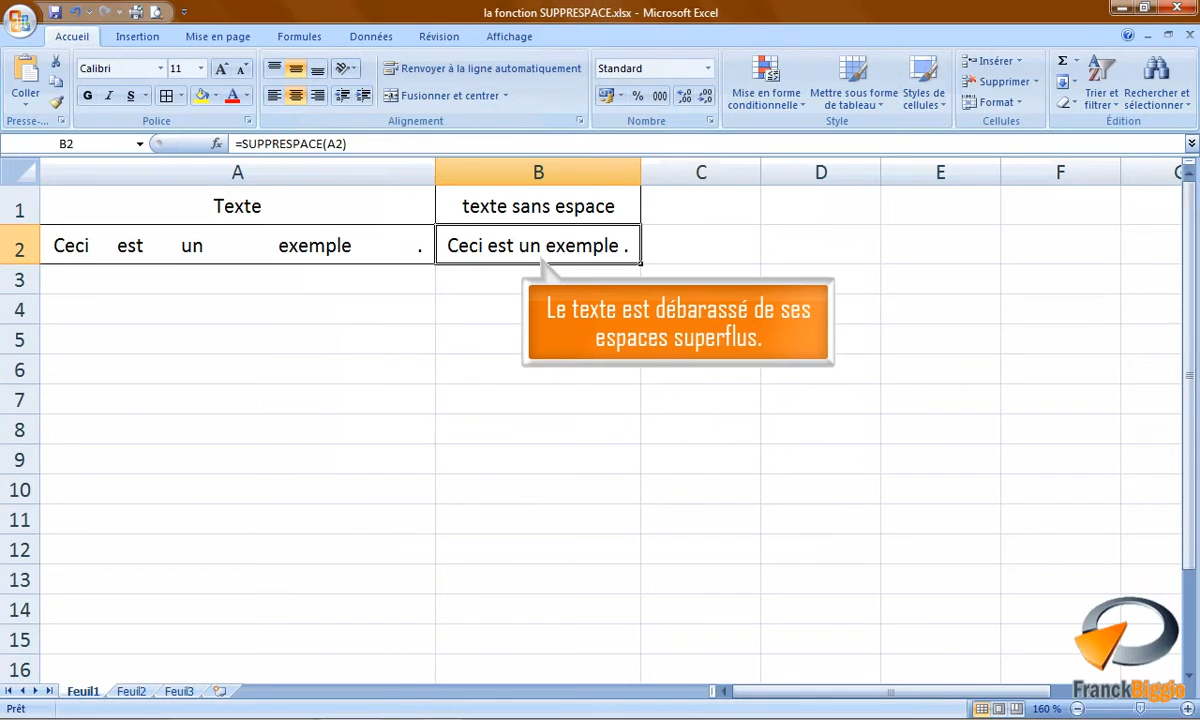 la fonction SUPPRESPACE.xlsx - Microsoft Excel
Accueil Insertion Mise en page Formules Données Révision Affichage
Coller
Calibri 11
G I S
Renvoyer à la ligne automatiquement
Fusionner et centrer
Standard
% 000
Mise en forme conditionnelle
Mettre sous forme de tableau
Styles de cellules
Insérer
Supprimer
Format
Σ
Trier et filtrer
Rechercher et sélectionner
Presse-... Police Alignement Nombre Style Cellules Édition
B2 fx =SUPPRESPACE(A2)
A B C D E F G
1 Texte texte sans espace
2 Ceci est un exemple . Ceci est un exemple .
3
Le texte est débarassé de ses
espaces superflus.
4
5
6
7
8
9
10
11
12
13
14
15
16
FranckBiggio
Feuil1 Feuil2 Feuil3
Prêt 160 %